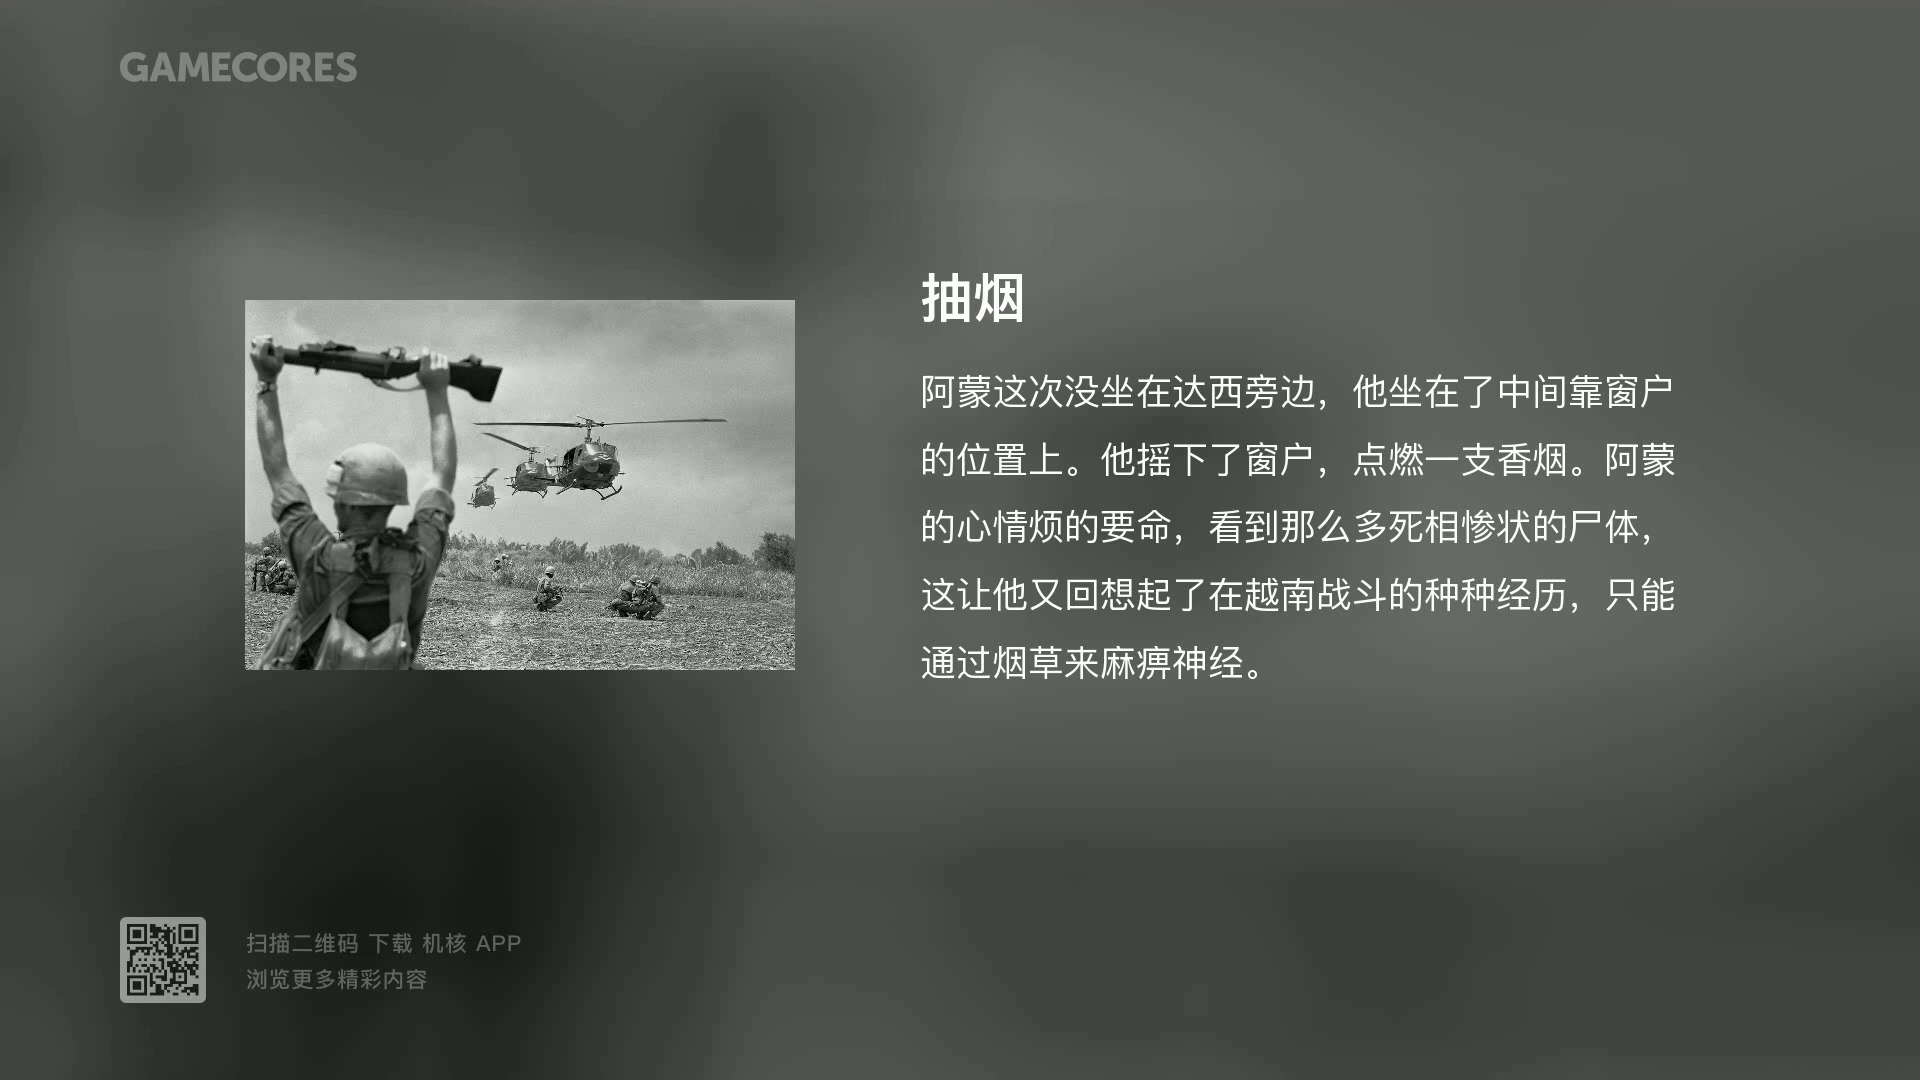 GAMECORES
抽烟
阿蒙这次没坐在达西旁边，他坐在了中间靠窗户
的位置上。他摇下了窗户，点燃一支香烟。阿蒙
的心情烦的要命，看到那么多死相惨状的尸体，
这让他又回想起了在越南战斗的种种经历，只能
通过烟草来麻痹神经。
扫描二维码 下载 机核 APP
浏览更多精彩内容